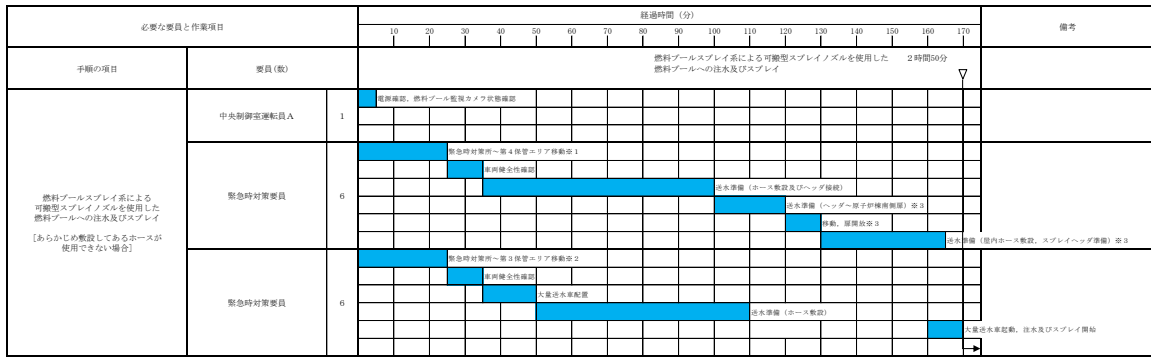 必要な要員と作業項目
経過時間（分）
備考
10 20 30 40 50 60 70 80 90 100 110 120 130 140 150 160 170
手順の項目
要員(数)
燃料プールスプレイ系による可搬型スプレイノズルを使用した　2時間50分
燃料プールへの注水及びスプレイ
▽
燃料プールスプレイ系による
可搬型スプレイノズルを使用した
燃料プールへの注水及びスプレイ
[あらかじめ敷設してあるホースが
使用できない場合]
中央制御室運転員A
1
電源確認，燃料プール監視カメラ状態確認
緊急時対策要員
6
緊急時対策所～第4保管エリア移動※1
車両健全性確認
送水準備（ホース敷設及びヘッダ接続）
送水準備（ヘッダ～原子炉棟南側扉）※3
移動，扉開放※3
送水準備（屋内ホース敷設，スプレイヘッダ準備）※3
緊急時対策要員
6
緊急時対策所～第3保管エリア移動※2
車両健全性確認
大量送水車配置
送水準備（ホース敷設）
大量送水車起動，注水及びスプレイ開始